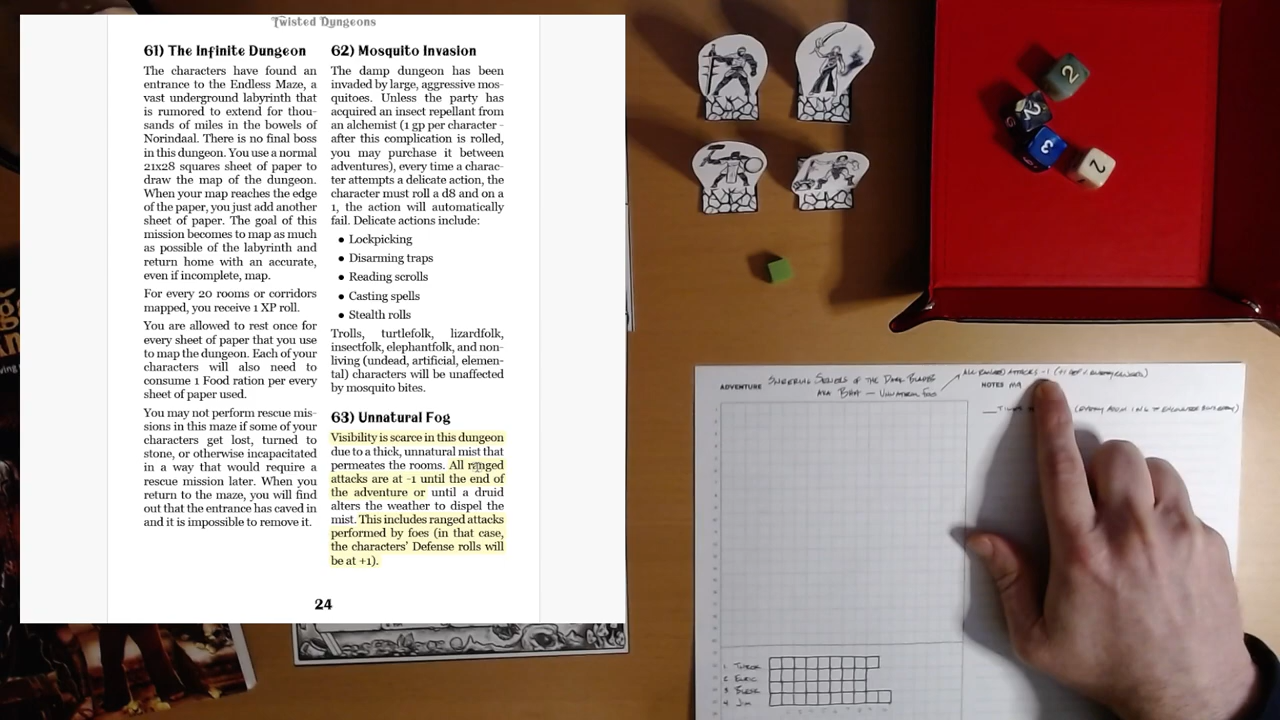 Twisted Dungeons
61) The Infinite Dungeon
The characters have found an
entrance to the Endless Maze, a
vast underground labyrinth that
is rumored to extend for thou-
sands of miles in the bowels of
Norindaal. There is no final boss
in this dungeon. You use a normal
21x28 squares sheet of paper to
draw the map of the dungeon.
When your map reaches the edge
of the paper, you just add another
sheet of paper. The goal of this
mission becomes to map as much
as possible of the labyrinth and
return home with an accurate,
even if incomplete, map.
For every 20 rooms or corridors
mapped, you receive 1 XP roll.
You are allowed to rest once for
every sheet of paper that you use
to map the dungeon. Each of your
characters will also need to
consume 1 Food ration per every
sheet of paper used.
You may not perform rescue mis-
sions in this maze if some of your
characters get lost, turned to
stone, or otherwise incapacitated
in a way that would require a
rescue mission later. When you
return to the maze, you will find
out that the entrance has caved in
and it is impossible to remove it.
62) Mosquito Invasion
The damp dungeon has been
invaded by large, aggressive mos-
quitoes. Unless the party has
acquired an insect repellant from
an alchemist (1 gp per character -
after this complication is rolled,
you may purchase it between
adventures), every time a charac-
ter attempts a delicate action, the
character must roll a d8 and on a
1, the action will automatically
fail. Delicate actions include:
● Lockpicking
● Disarming traps
● Reading scrolls
● Casting spells
● Stealth rolls
Trolls, turtlefolk, lizardfolk,
insectfolk, elephantfolk, and non-
living (undead, artificial, elemen-
tal) characters will be unaffected
by mosquito bites.
63) Unnatural Fog
Visibility is scarce in this dungeon
due to a thick, unnatural mist that
permeates the rooms. All ranged
attacks are at -1 until the end of
the adventure or until a druid
alters the weather to dispel the
mist. This includes ranged attacks
performed by foes (in that case,
the characters' Defense rolls will
be at +1).
24
2
2
3
2
ALL RANGED ATTACKS -1
ADVENTURE
OF THE DARK BLADES
NOTES
AKA
UNNATURAL FOG
1
2
3
4 JIM